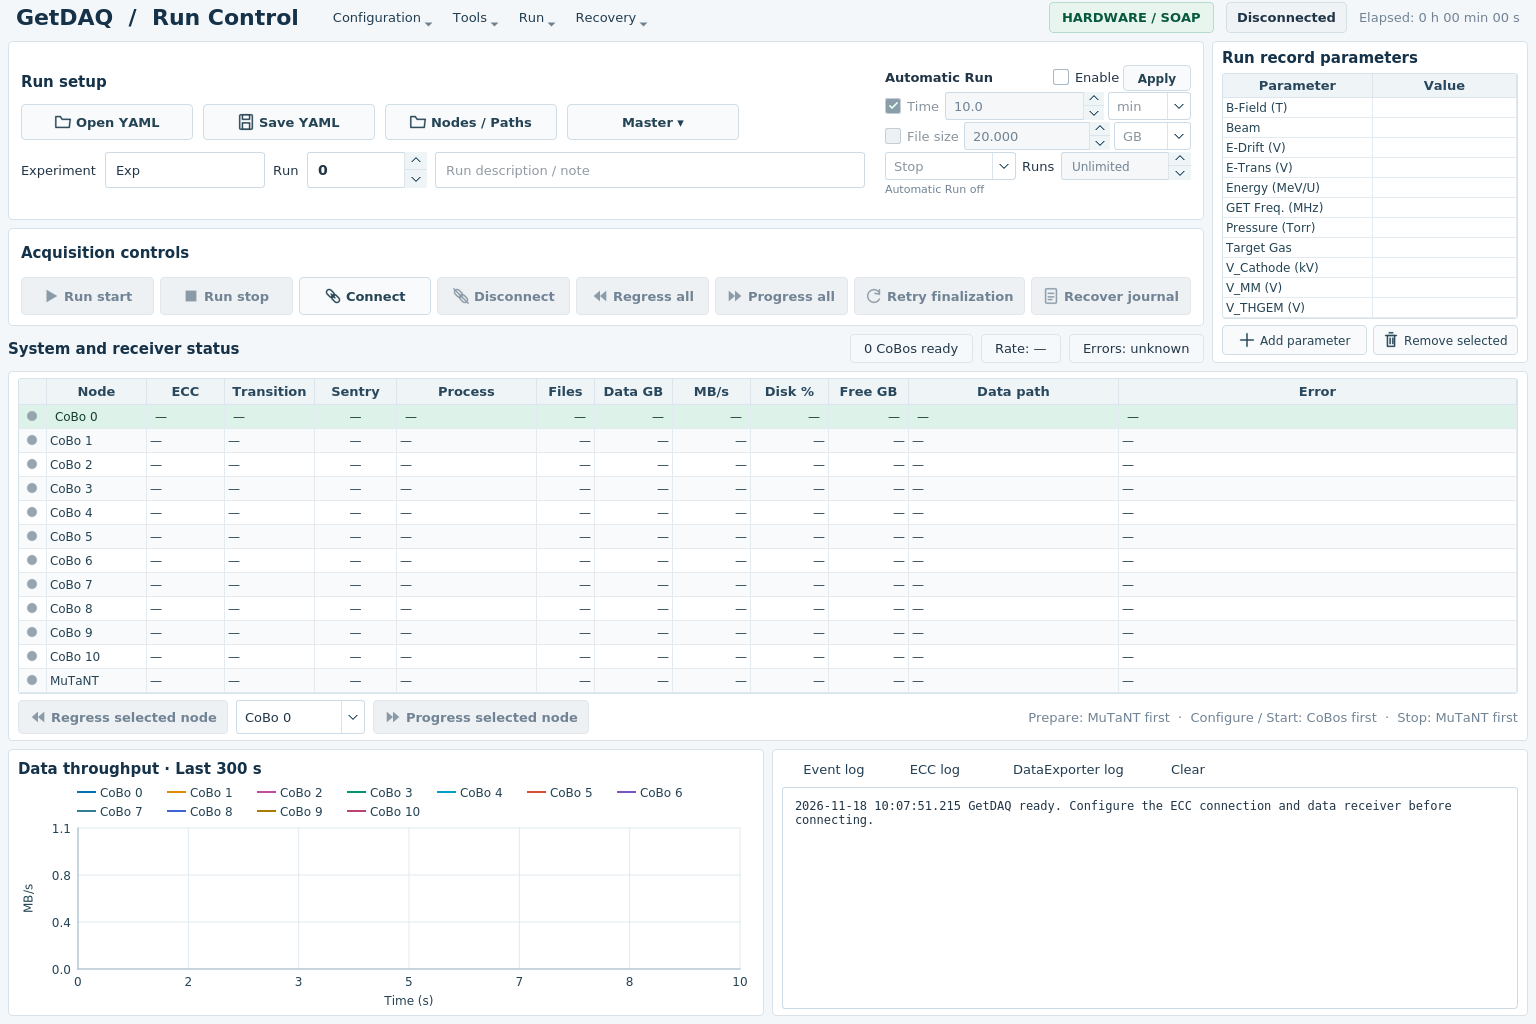 GetDAQ / Run Control
Configuration Tools Run Recovery
HARDWARE / SOAP Disconnected Elapsed: 0 h 00 min 00 s
Run setup
Open YAML Save YAML Nodes / Paths Master ▾
Experiment Exp Run 0 Run description / note
Automatic Run Enable Apply
Time 10.0 min
File size 20.000 GB
Stop Runs Unlimited
Automatic Run off
Run record parameters
Parameter Value
B-Field (T)
Beam
E-Drift (V)
E-Trans (V)
Energy (MeV/U)
GET Freq. (MHz)
Pressure (Torr)
Target Gas
V_Cathode (kV)
V_MM (V)
V_THGEM (V)
Add parameter Remove selected
Acquisition controls
Run start Run stop Connect Disconnect Regress all Progress all Retry finalization Recover journal
System and receiver status
0 CoBos ready Rate: — Errors: unknown
Node ECC Transition Sentry Process Files Data GB MB/s Disk % Free GB Data path Error
CoBo 0 — — — — — — — — — — —
CoBo 1 — — — — — — — — — — —
CoBo 2 — — — — — — — — — — —
CoBo 3 — — — — — — — — — — —
CoBo 4 — — — — — — — — — — —
CoBo 5 — — — — — — — — — — —
CoBo 6 — — — — — — — — — — —
CoBo 7 — — — — — — — — — — —
CoBo 8 — — — — — — — — — — —
CoBo 9 — — — — — — — — — — —
CoBo 10 — — — — — — — — — — —
MuTaNT — — — — — — — — — — —
Regress selected node CoBo 0 Progress selected node
Prepare: MuTaNT first · Configure / Start: CoBos first · Stop: MuTaNT first
Data throughput · Last 300 s
CoBo 0 CoBo 1 CoBo 2 CoBo 3 CoBo 4 CoBo 5 CoBo 6
CoBo 7 CoBo 8 CoBo 9 CoBo 10
1.1
0.8
0.4
0.0
MB/s
0 2 3 5 7 8 10
Time (s)
Event log ECC log DataExporter log Clear
2026-11-18 10:07:51.215 GetDAQ ready. Configure the ECC connection and data receiver before
connecting.